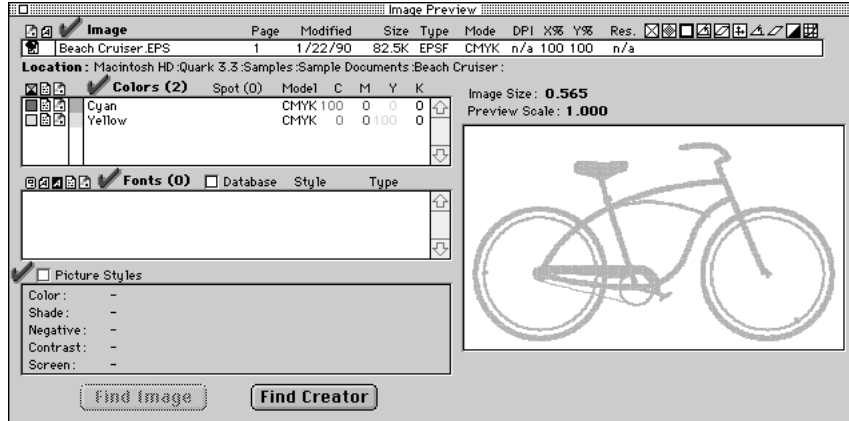 Image Preview
Image Page Modified Size Type Mode DPI X% Y% Res.
Beach Cruiser.EPS 1 1/22/90 82.5K EPSF CMYK n/a 100 100 n/a
Location: Macintosh HD:Quark 3.3:Samples:Sample Documents:Beach Cruiser:
Colors (2) Spot (0) Model C M Y K
Cyan CMYK 100 0 0 0
Yellow CMYK 0 0 100 0
Image Size: 0.565
Preview Scale: 1.000
Fonts (0) Database Style Type
Picture Styles
Color: -
Shade: -
Negative: -
Contrast: -
Screen: -
Find Image Find Creator